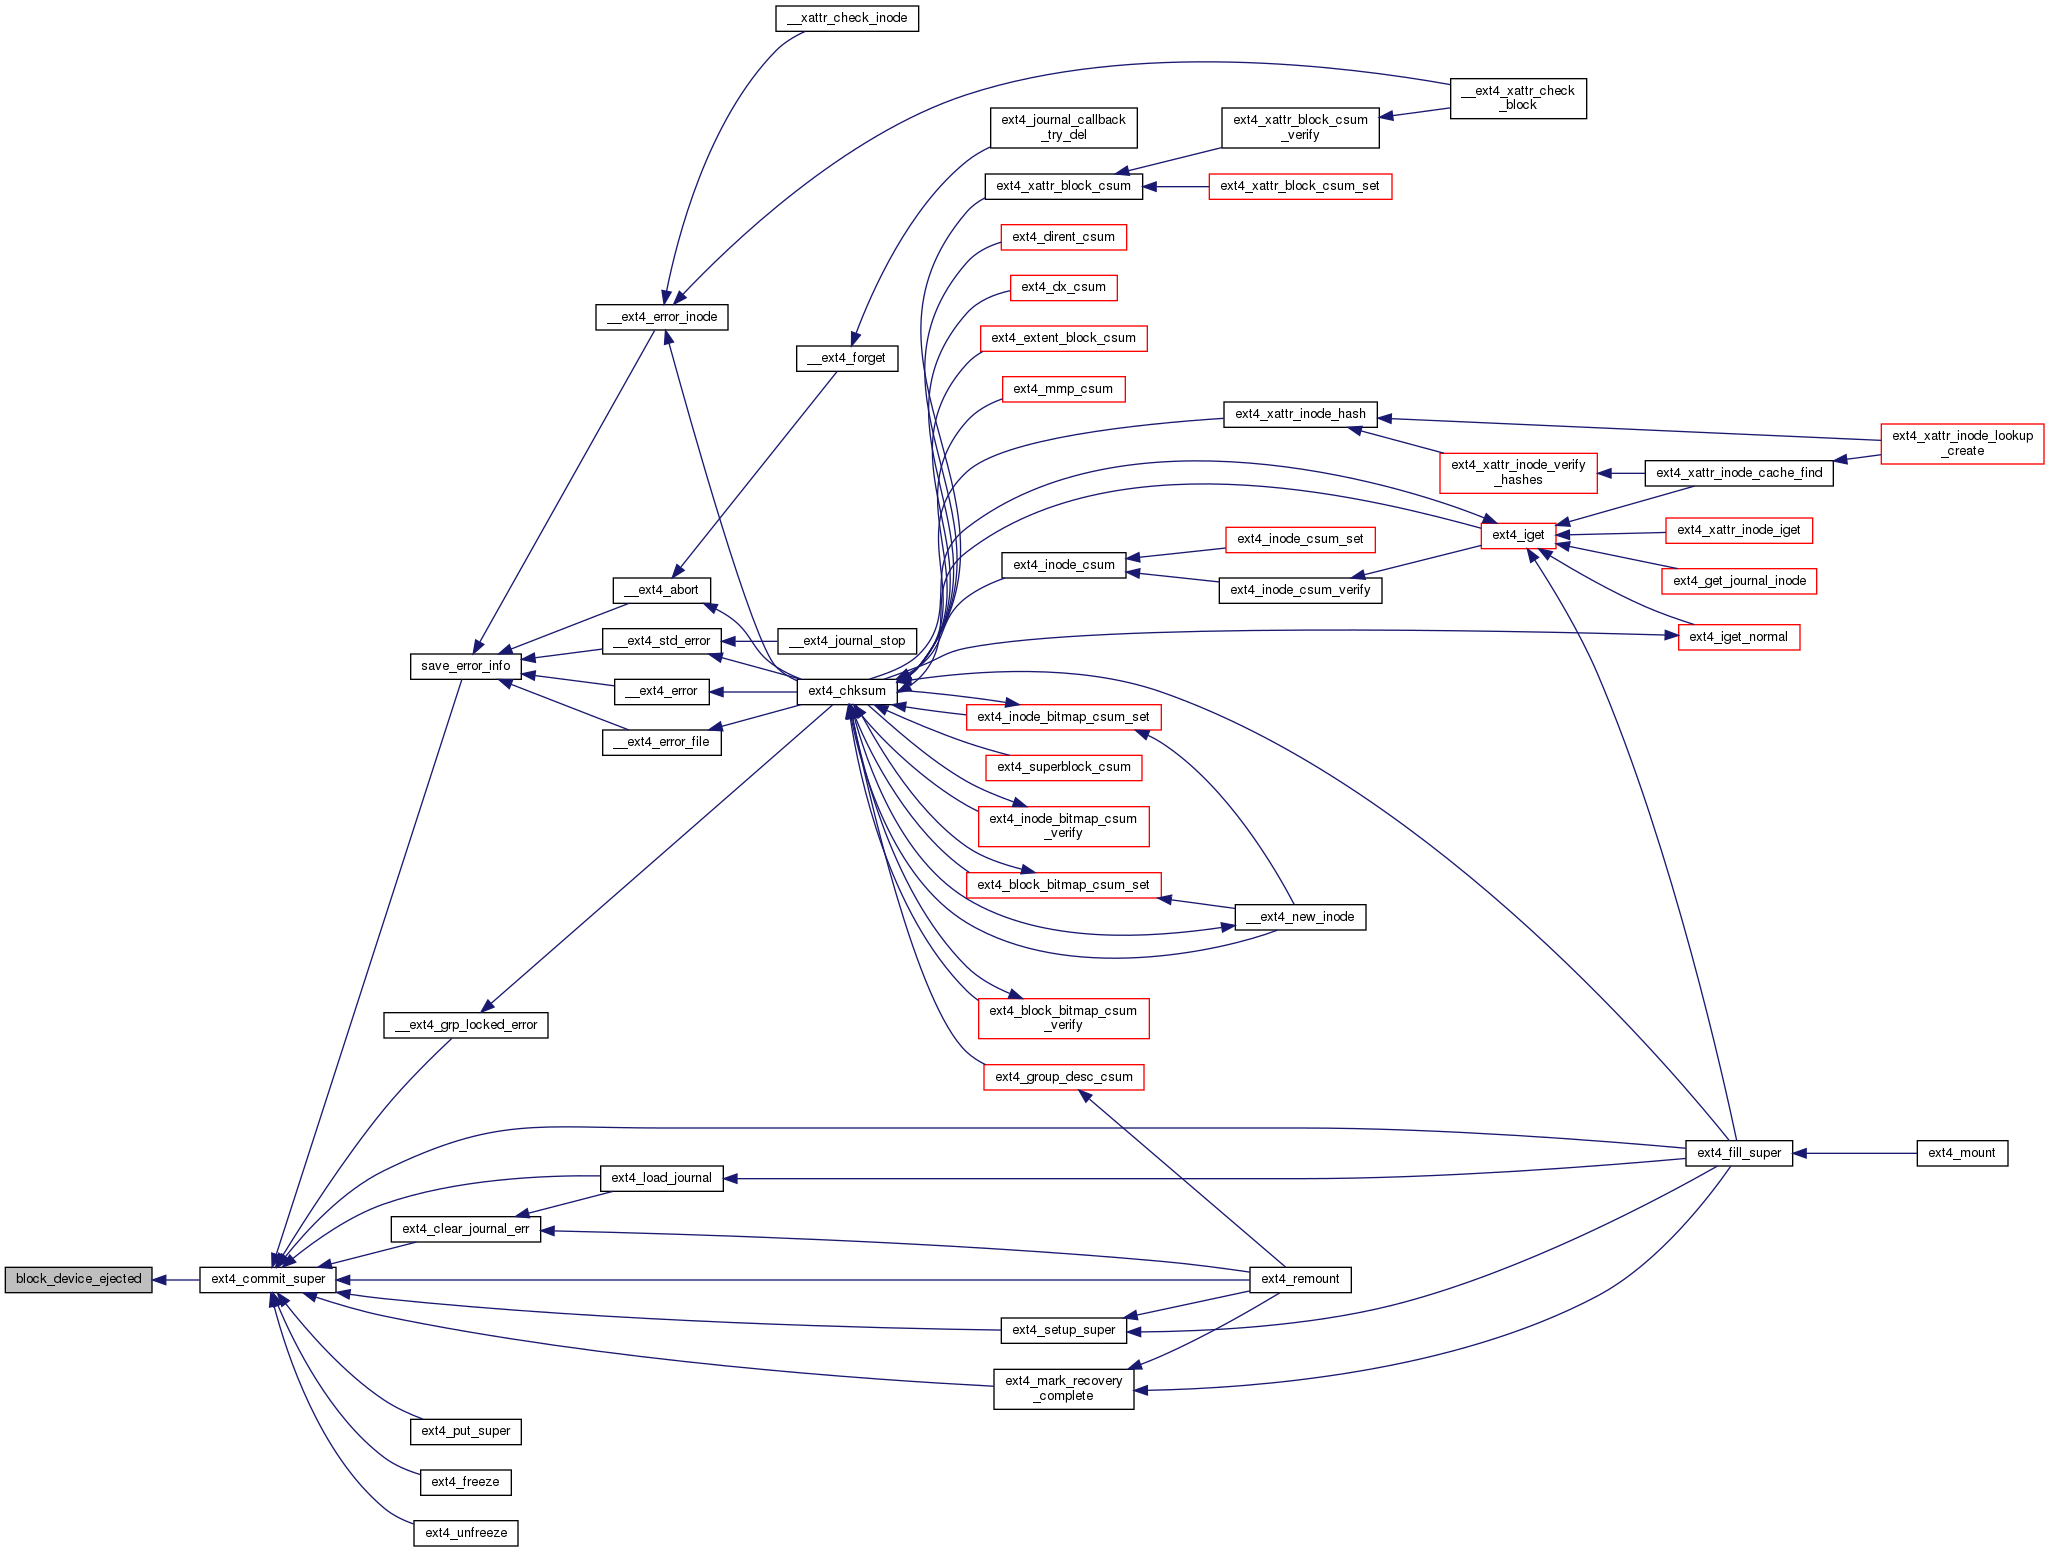 __xattr_check_inode
__ext4_xattr_check
_block
ext4_journal_callback
_try_del
ext4_xattr_block_csum
_verify
ext4_xattr_block_csum
ext4_xattr_block_csum_set
ext4_dirent_csum
ext4_dx_csum
__ext4_error_inode
ext4_extent_block_csum
__ext4_forget
ext4_mmp_csum
ext4_xattr_inode_hash
ext4_xattr_inode_lookup
_create
ext4_xattr_inode_verify
_hashes
ext4_xattr_inode_cache_find
ext4_iget
ext4_xattr_inode_iget
ext4_inode_csum_set
ext4_inode_csum
ext4_get_journal_inode
__ext4_abort
ext4_inode_csum_verify
__ext4_std_error
__ext4_journal_stop
ext4_iget_normal
save_error_info
__ext4_error
ext4_chksum
ext4_inode_bitmap_csum_set
__ext4_error_file
ext4_superblock_csum
ext4_inode_bitmap_csum
_verify
ext4_block_bitmap_csum_set
__ext4_new_inode
ext4_block_bitmap_csum
_verify
__ext4_grp_locked_error
ext4_group_desc_csum
ext4_fill_super
ext4_mount
ext4_load_journal
ext4_clear_journal_err
block_device_ejected
ext4_commit_super
ext4_remount
ext4_setup_super
ext4_mark_recovery
_complete
ext4_put_super
ext4_freeze
ext4_unfreeze